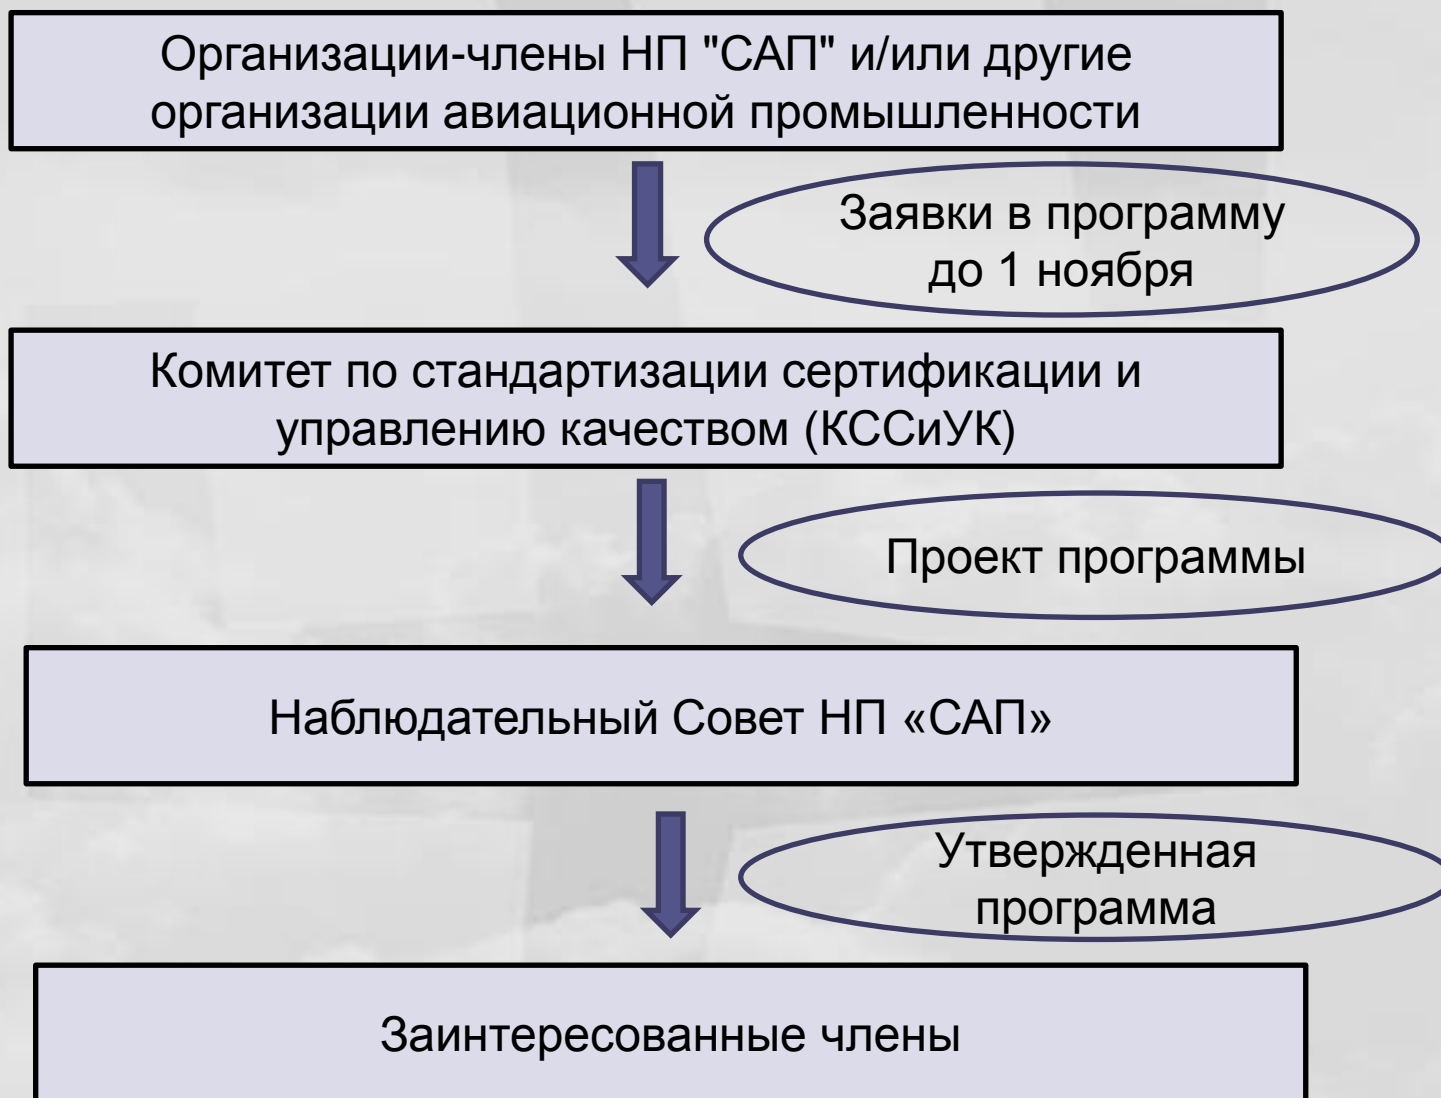 Организации-члены НП "САП" и/или другие
организации авиационной промышленности
Заявки в программу
до 1 ноября
Комитет по стандартизации сертификации и
управлению качеством (КССиУК)
Проект программы
Наблюдательный Совет НП «САП»
Утвержденная
программа
Заинтересованные члены